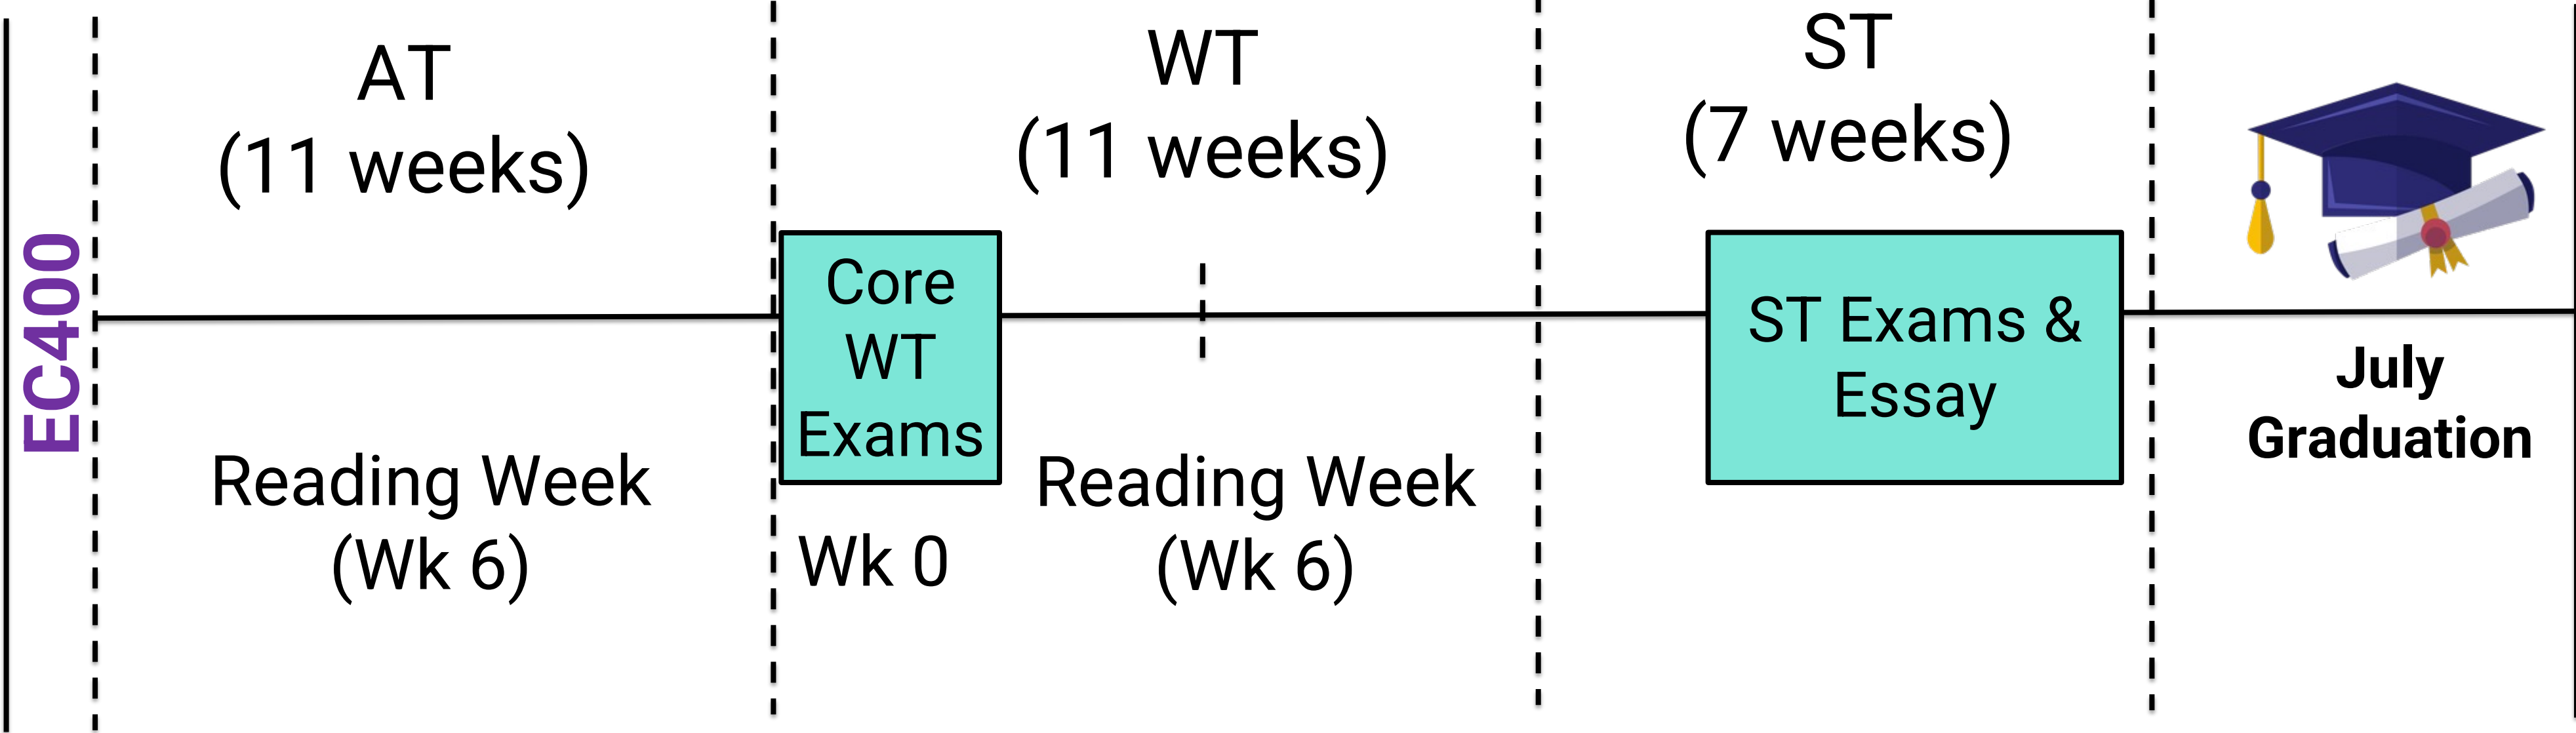 EC400
AT
(11 weeks)
Reading Week
(Wk 6)
WT
(11 weeks)
Core
WT
Exams
Wk 0
Reading Week
(Wk 6)
ST
(7 weeks)
ST Exams &
Essay
July
Graduation